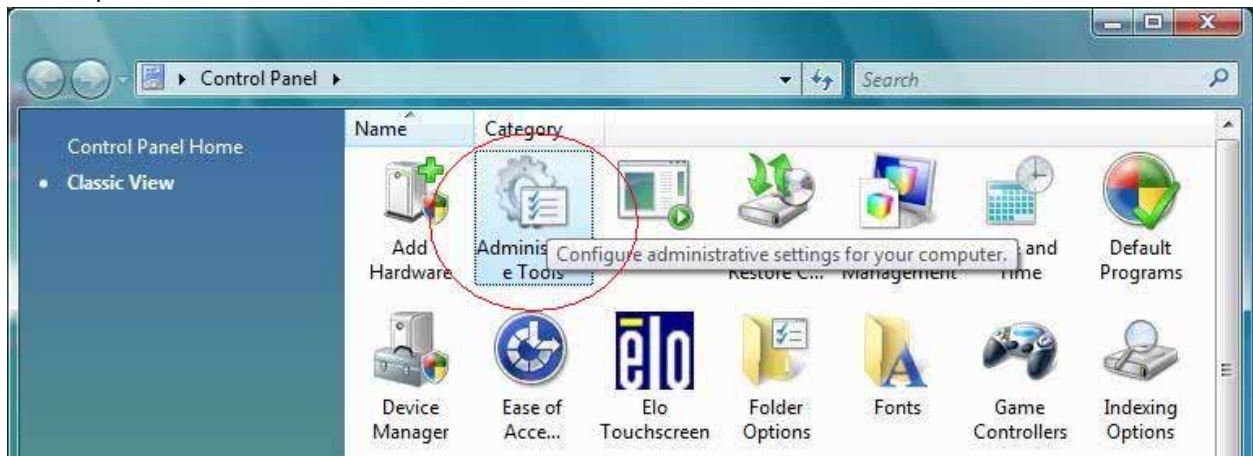 Control Panel
Search
Control Panel Home
Classic View
Name Category
Add
Hardware
Adminis
e Tools
Configure administrative settings for your computer.
Restore C...
Management
and
Time
Default
Programs
Device
Manager
Ease of
Acce...
elo
Elo
Touchscreen
Folder
Options
Fonts
Game
Controllers
Indexing
Options